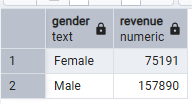 gender text revenue numeric
1 Female 75191
2 Male 157890